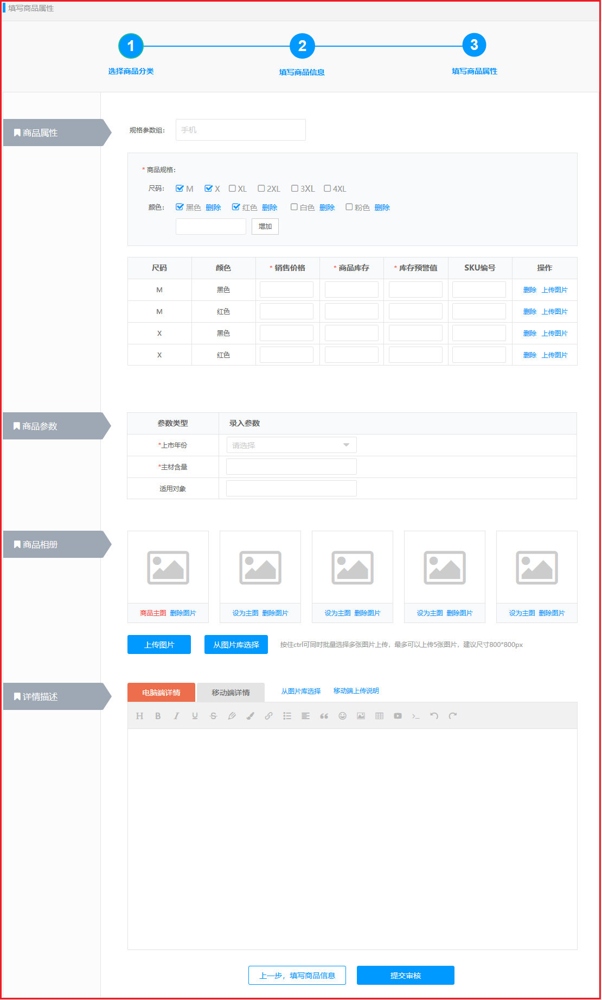 填写商品属性
1 2 3
选择商品分类 填写商品信息 填写商品属性
商品属性
规格参数组： 手机
* 商品规格：
尺码： M X XL 2XL 3XL 4XL
颜色： 黑色 删除 红色 删除 白色 删除 粉色 删除
增加
尺码 颜色 * 销售价格 * 商品库存 * 库存预警值 SKU编号 操作
M 黑色 删除 上传图片
M 红色 删除 上传图片
X 黑色 删除 上传图片
X 红色 删除 上传图片
商品参数
参数类型 录入参数
*上市年份 请选择
*主材含量
适用对象
商品相册
商品主图 删除图片 设为主图 删除图片 设为主图 删除图片 设为主图 删除图片 设为主图 删除图片
上传图片 从图片库选择 按住ctrl可同时批量选择多张图片上传，最多可以上传5张图片，建议尺寸800*800px
详情描述
电脑端详情 移动端详情 从图片库选择 移动端上传说明
H B I U S
上一步，填写商品信息 提交审核